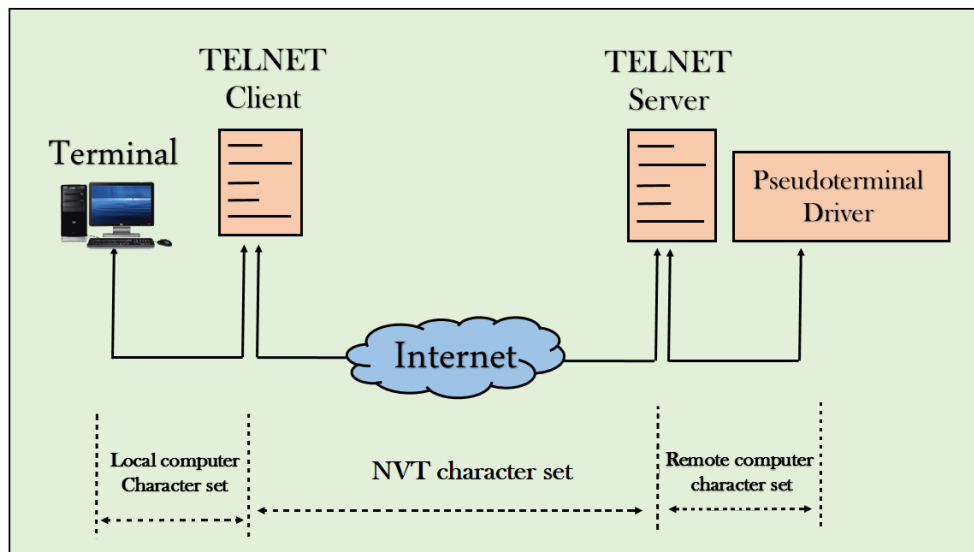 TELNET
Client
TELNET
Server
Terminal
Pseudoterminal
Driver
Internet
Local computer
Character set
NVT character set
Remote computer
character set